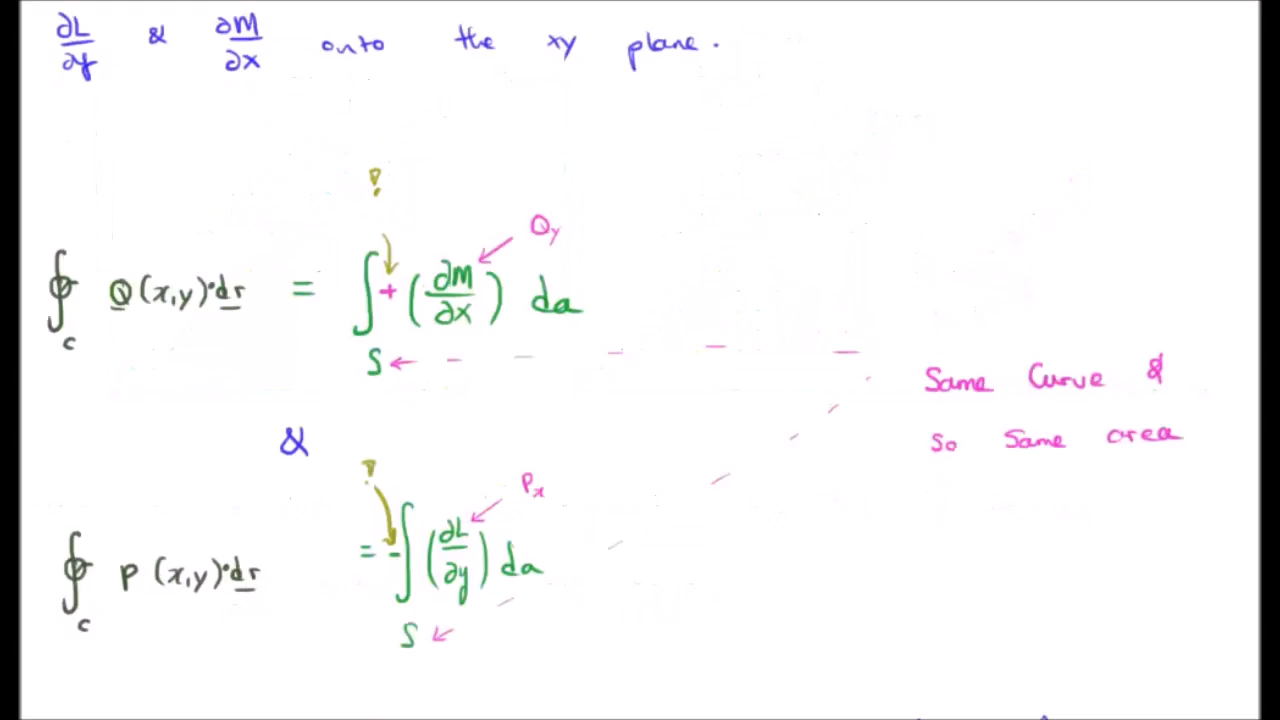 ∂L/∂y & ∂M/∂x onto the xy plane.
?
Qy
∮c Q(x,y)·dr = ∫s + (∂M/∂x) da
Same Curve &
so same area
&
?
Px
∮c P(x,y)·dr = -∫s (∂L/∂y) da